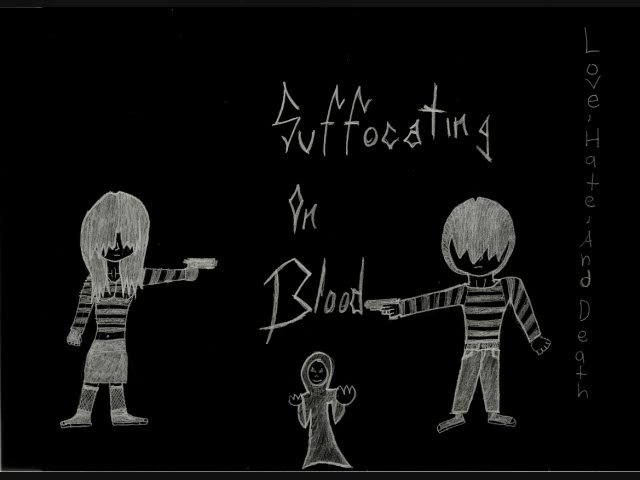 Suffocating
On
Blood
Love, Hate, And Death